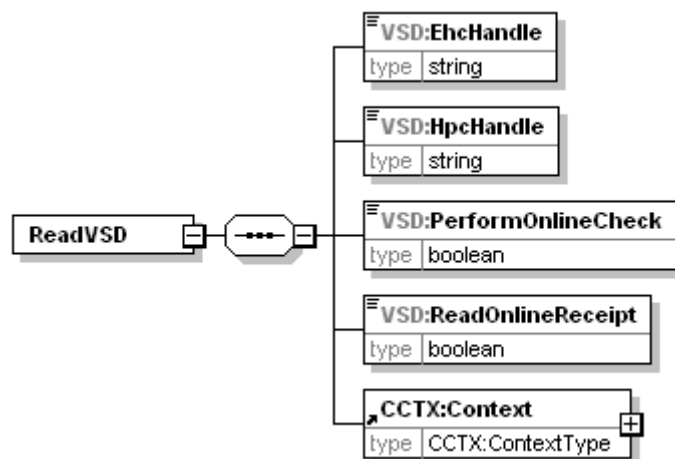 VSD:EhcHandle
type string
VSD:HpcHandle
type string
ReadVSD
VSD:PerformOnlineCheck
type boolean
VSD:ReadOnlineReceipt
type boolean
CCTX:Context
type CCTX:ContextType